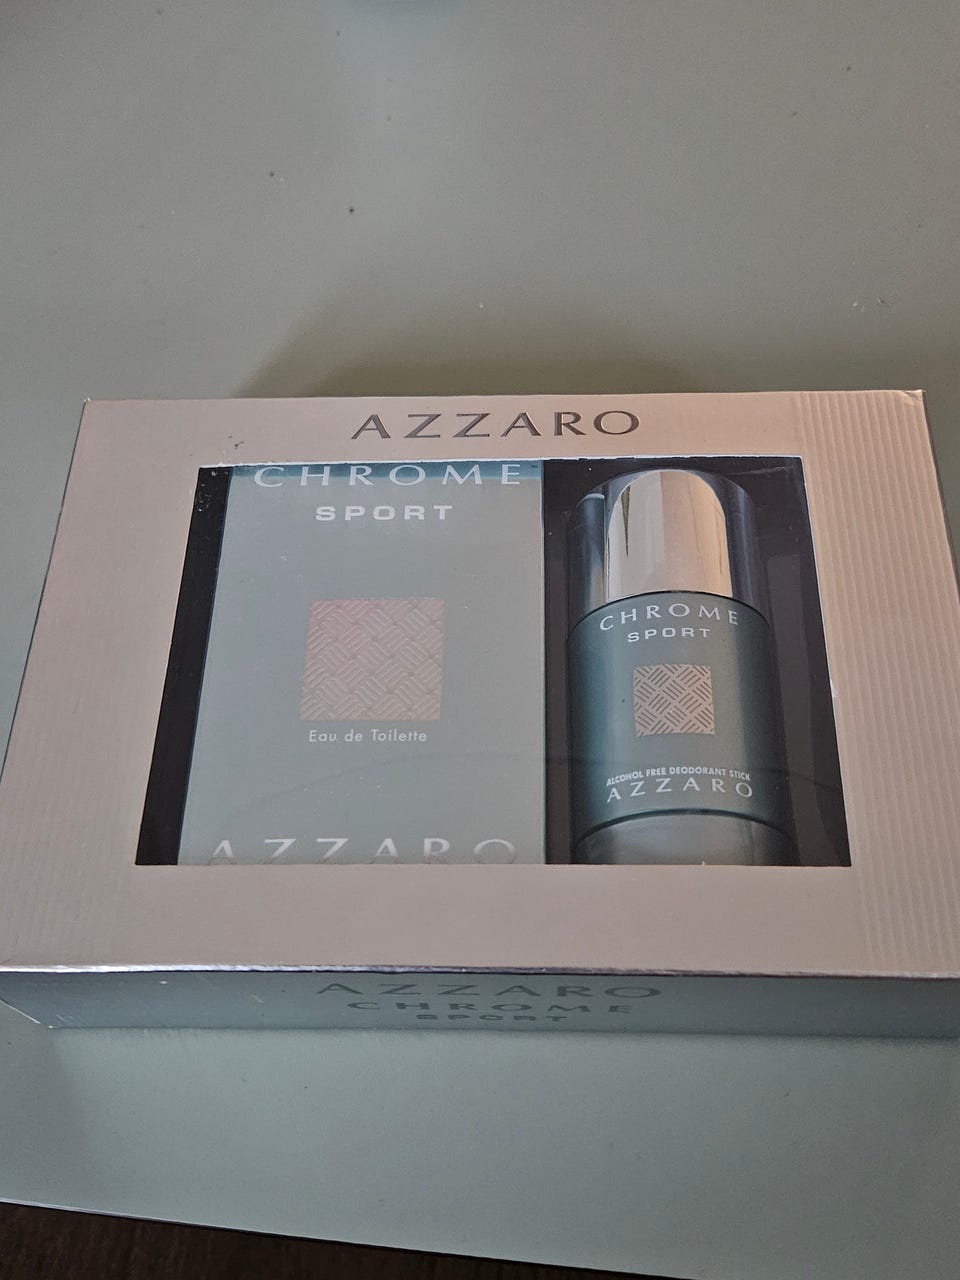 AZZARO
CHROME
SPORT
Eau de Toilette
AZZARO
CHROME
SPORT
ALCOHOL FREE DEODORANT STICK
AZZARO
AZZARO
CHROME
SPORT